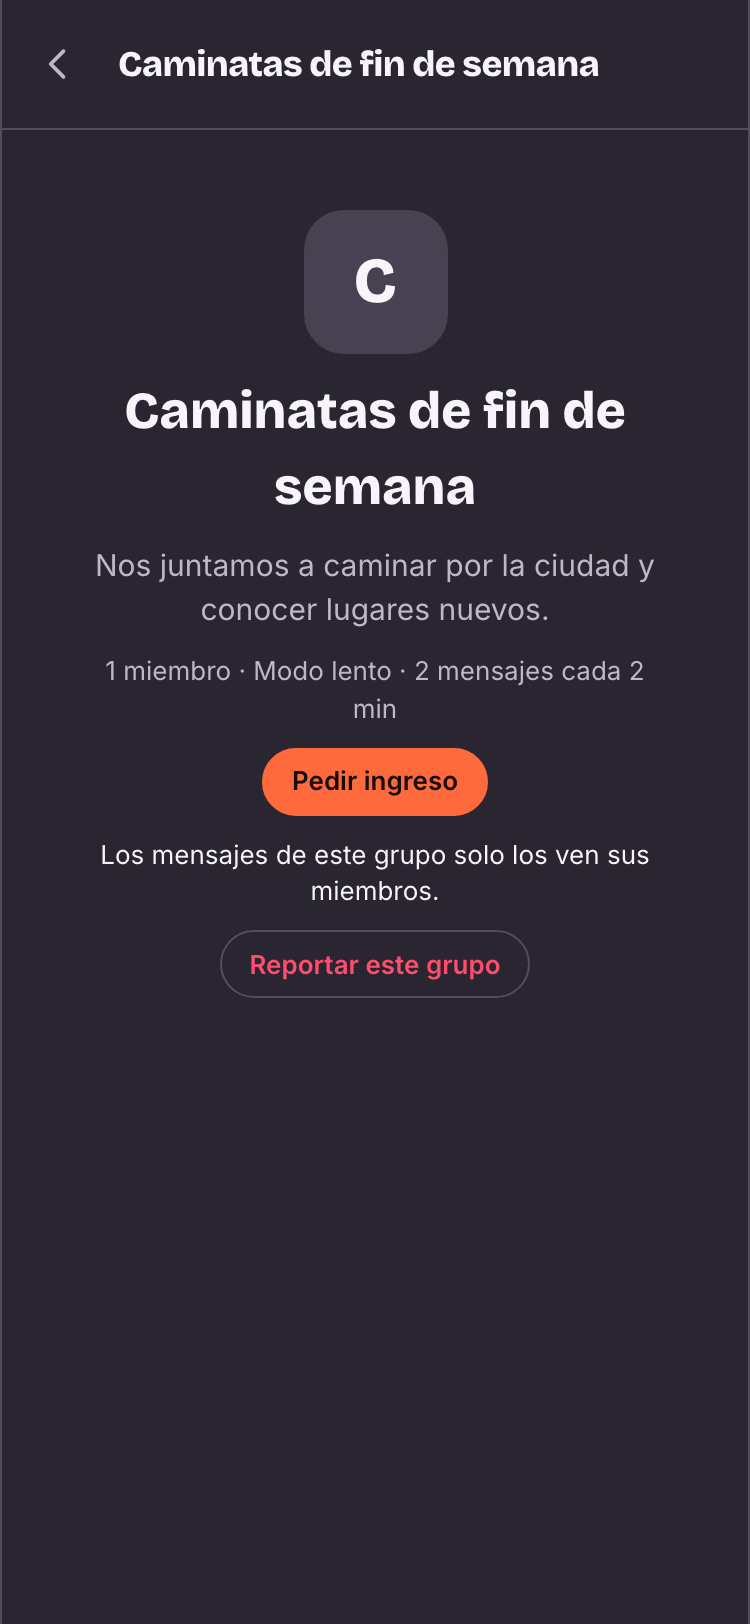 Caminatas de fin de semana
C
Caminatas de fin de
semana
Nos juntamos a caminar por la ciudad y
conocer lugares nuevos.
1 miembro · Modo lento · 2 mensajes cada 2
min
Pedir ingreso
Los mensajes de este grupo solo los ven sus
miembros.
Reportar este grupo